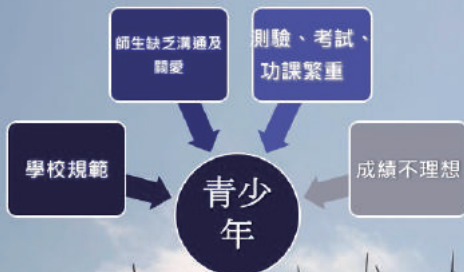 師生缺乏溝通及
關愛
測驗、考試、
功課繁重
學校規範
成績不理想
青少
年